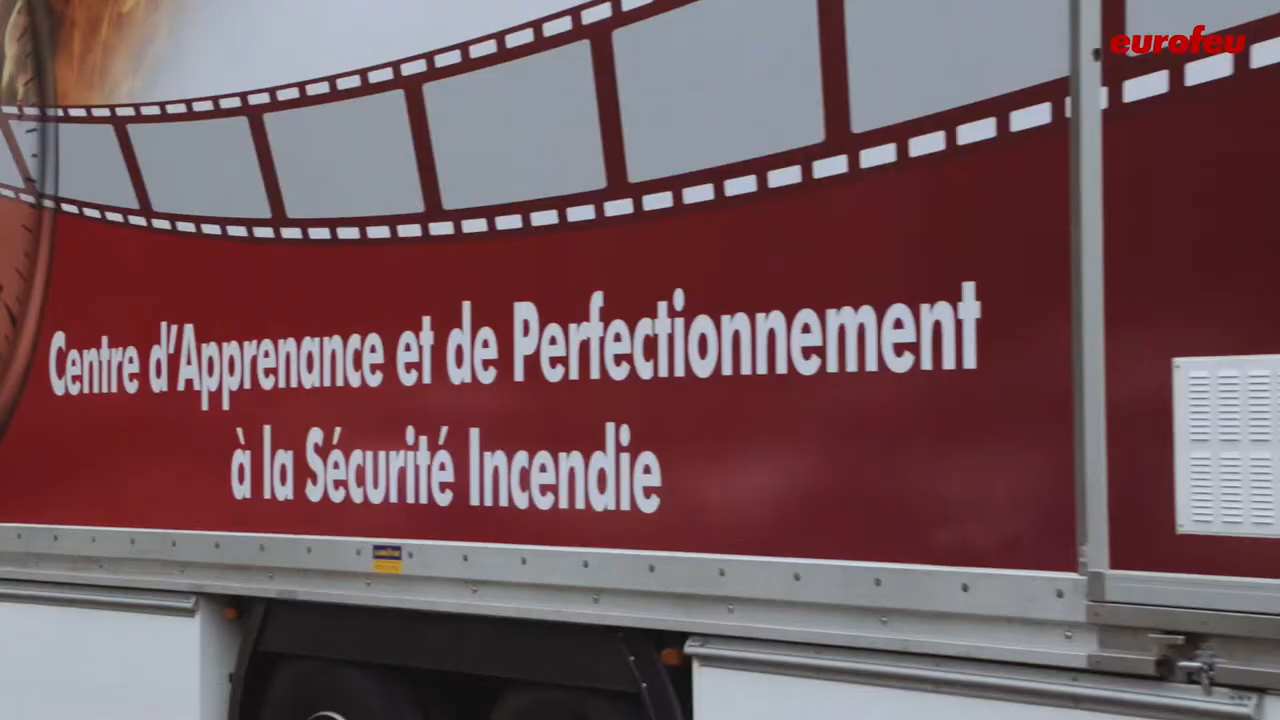 eurofeu
Centre d'Apprenance et de Perfectionnement
à la Sécurité Incendie